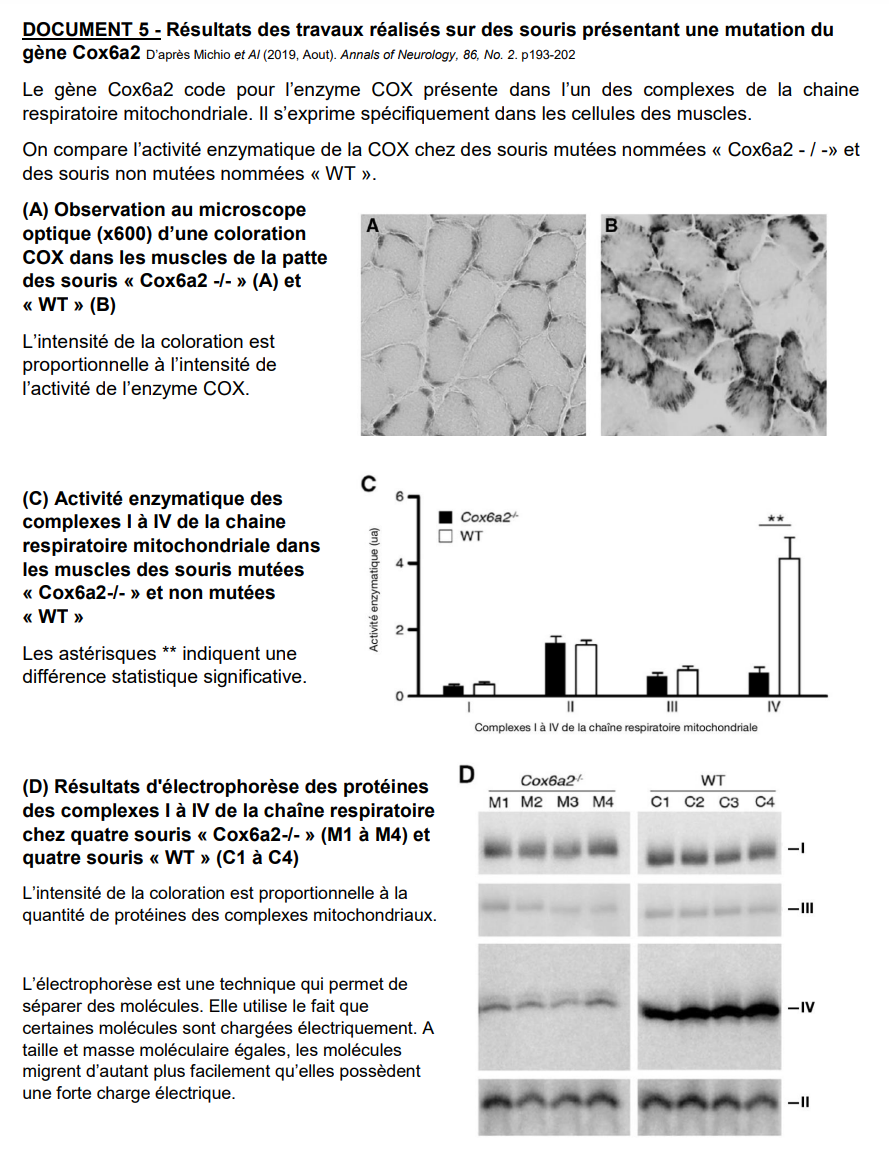 DOCUMENT 5 - Résultats des travaux réalisés sur des souris présentant une mutation du
gène Cox6a2 D'après Michio et Al (2019, Aout). Annals of Neurology, 86, No. 2. p193-202
Le gène Cox6a2 code pour l'enzyme COX présente dans l'un des complexes de la chaine
respiratoire mitochondriale. Il s'exprime spécifiquement dans les cellules des muscles.
On compare l'activité enzymatique de la COX chez des souris mutées nommées « Cox6a2 - / -» et
des souris non mutées nommées « WT ».
(A) Observation au microscope
optique (x600) d'une coloration
COX dans les muscles de la patte
des souris « Cox6a2 -/- » (A) et
« WT » (B)
L'intensité de la coloration est
proportionnelle à l'intensité de
l'activité de l'enzyme COX.
A
B
(C) Activité enzymatique des
complexes I à IV de la chaine
respiratoire mitochondriale dans
les muscles des souris mutées
« Cox6a2-/- » et non mutées
« WT »
Les astérisques ** indiquent une
différence statistique significative.
C
Activité enzymatique (ua)
6
4
2
0
Cox6a2-/-
WT
**
I II III IV
Complexes I à IV de la chaîne respiratoire mitochondriale
(D) Résultats d'électrophorèse des protéines
des complexes I à IV de la chaîne respiratoire
chez quatre souris « Cox6a2-/- » (M1 à M4) et
quatre souris « WT » (C1 à C4)
L'intensité de la coloration est proportionnelle à la
quantité de protéines des complexes mitochondriaux.
L'électrophorèse est une technique qui permet de
séparer des molécules. Elle utilise le fait que
certaines molécules sont chargées électriquement. A
taille et masse moléculaire égales, les molécules
migrent d'autant plus facilement qu'elles possèdent
une forte charge électrique.
D
Cox6a2-/- WT
M1 M2 M3 M4 C1 C2 C3 C4
–I
–III
–IV
–II